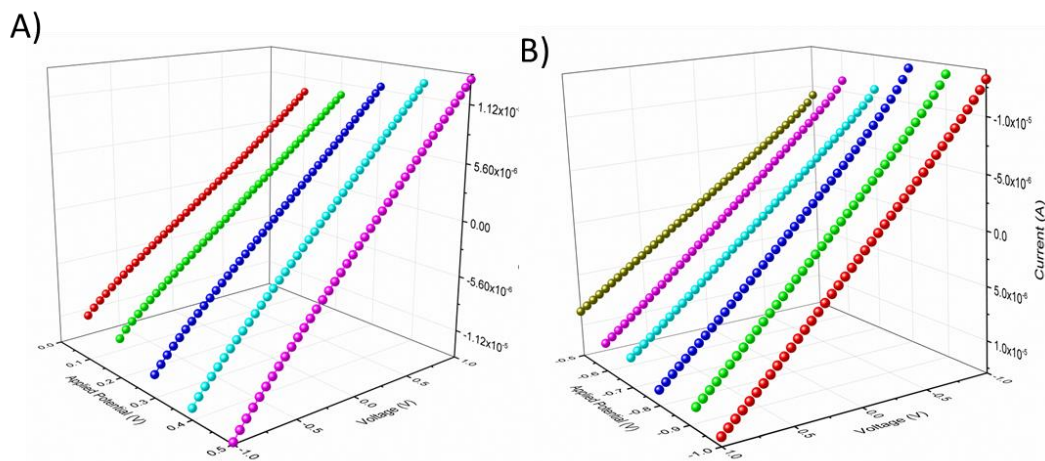 A)
1.12x10⁻⁵
5.60x10⁻⁶
0.00
-5.60x10⁻⁶
-1.12x10⁻⁵
0.0
0.1
0.2
0.3
0.4
0.5
Applied Potential (V)
-1.0
-0.5
0.0
0.5
1.0
Voltage (V)
B)
-1.0x10⁻⁵
-5.0x10⁻⁶
0.0
5.0x10⁻⁶
1.0x10⁻⁵
Current (A)
-0.5
-0.6
-0.7
-0.8
-0.9
-1.0
Applied Potential (V)
1.0
0.5
0.0
-0.5
-1.0
Voltage (V)